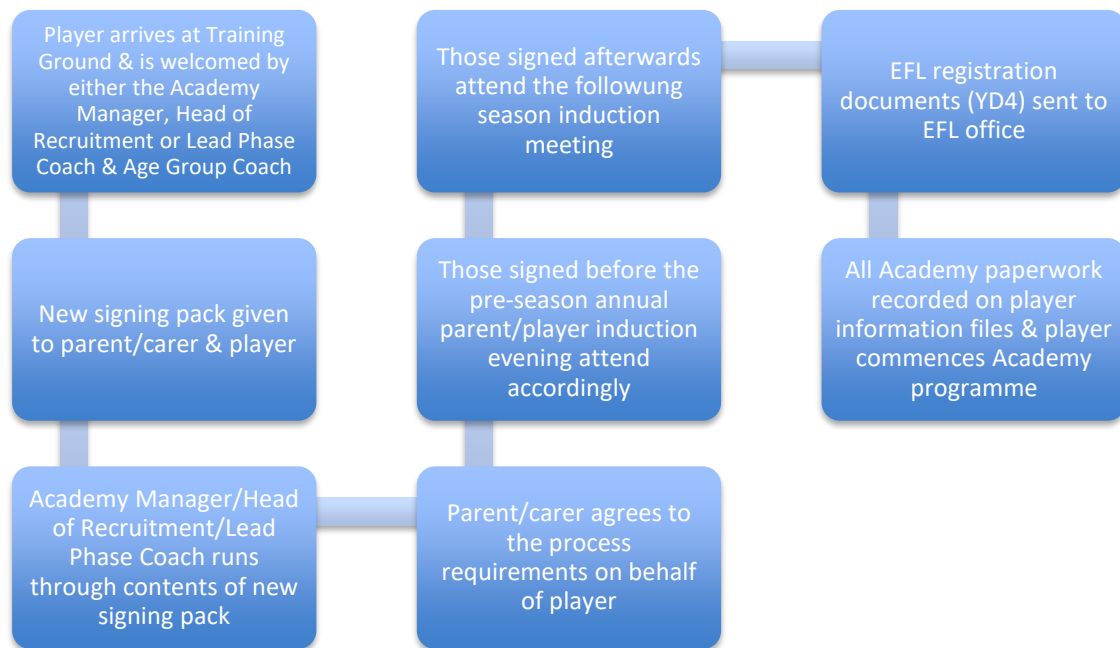 Player arrives at Training
Ground & is welcomed by
either the Academy
Manager, Head of
Recruitment or Lead Phase
Coach & Age Group Coach
New signing pack given
to parent/carer & player
Academy Manager/Head
of Recruitment/Lead
Phase Coach runs
through contents of new
signing pack
Parent/carer agrees to
the process
requirements on behalf
of player
Those signed before the
pre-season annual
parent/player induction
evening attend
accordingly
Those signed afterwards
attend the followung
season induction
meeting
EFL registration
documents (YD4) sent to
EFL office
All Academy paperwork
recorded on player
information files & player
commences Academy
programme